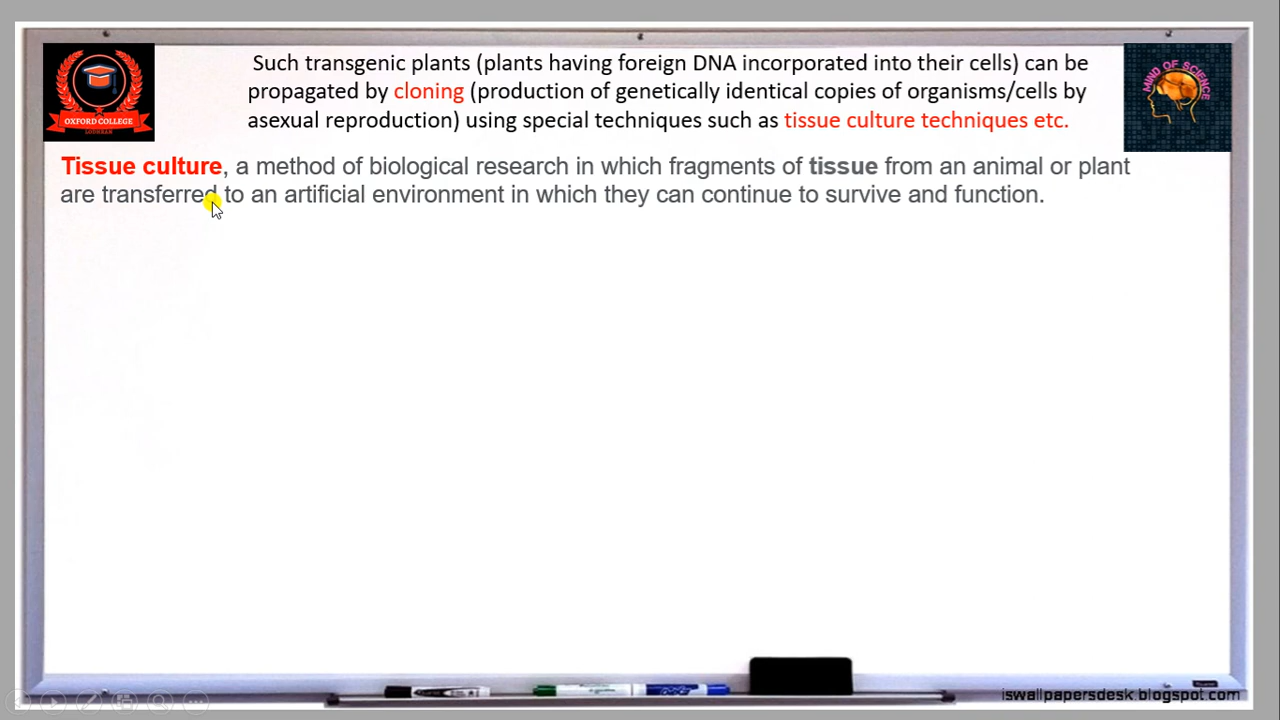 Such transgenic plants (plants having foreign DNA incorporated into their cells) can be
propagated by cloning (production of genetically identical copies of organisms/cells by
asexual reproduction) using special techniques such as tissue culture techniques etc.
OXFORD COLLEGE
LODHRAN
MIND OF SCIENCE
Tissue culture, a method of biological research in which fragments of tissue from an animal or plant
are transferred to an artificial environment in which they can continue to survive and function.
iswallpapersdesk.blogspot.com